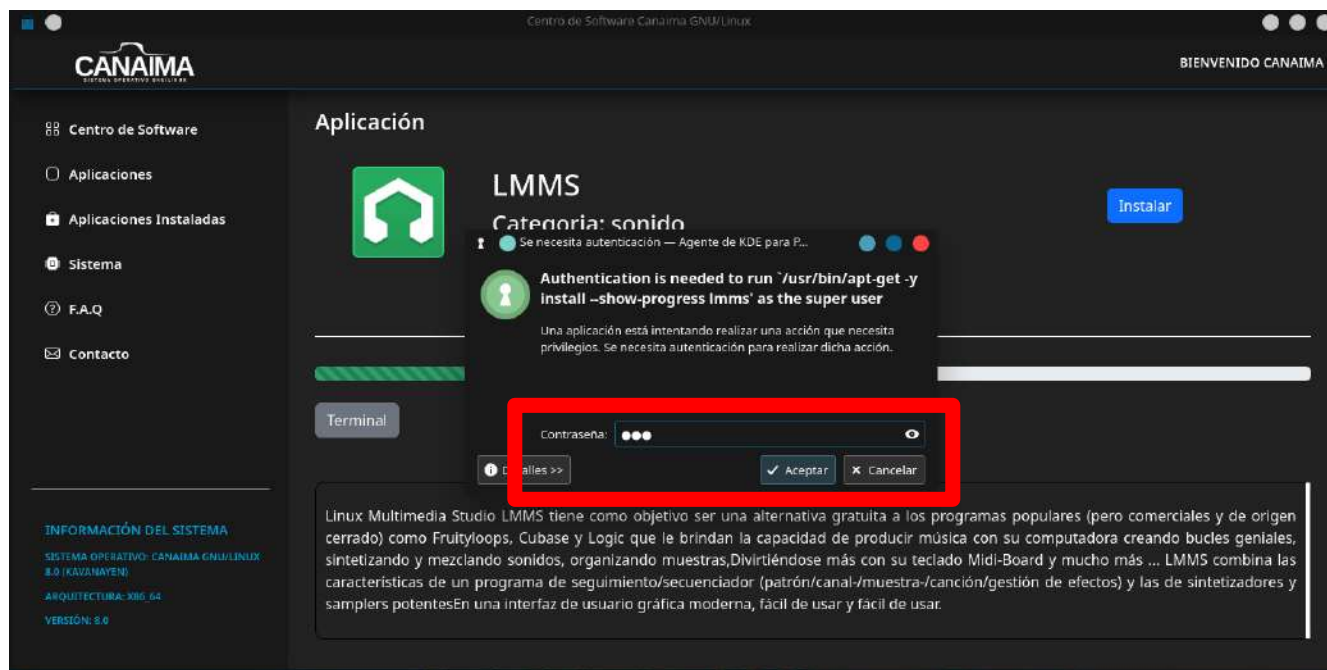 Centro de Software Canaima GNU/Linux
CANAIMA
BIENVENIDO CANAIMA
Centro de Software
Aplicaciones
Aplicaciones Instaladas
Sistema
F.A.Q
Contacto
INFORMACIÓN DEL SISTEMA
SISTEMA OPERATIVO: CANAIMA GNU/LINUX
8.0 (KAVANAYEN)
ARQUITECTURA: X86_64
VERSIÓN: 8.0
Aplicación
LMMS
Categoria: sonido
Instalar
Se necesita autenticación — Agente de KDE para P...
Authentication is needed to run `/usr/bin/apt-get -y
install --show-progress lmms' as the super user
Una aplicación está intentando realizar una acción que necesita
privilegios. Se necesita autenticación para realizar dicha acción.
Contraseña:
Detalles >>
Aceptar
Cancelar
Terminal
Linux Multimedia Studio LMMS tiene como objetivo ser una alternativa gratuita a los programas populares (pero comerciales y de origen
cerrado) como Fruityloops, Cubase y Logic que le brindan la capacidad de producir música con su computadora creando bucles geniales,
sintetizando y mezclando sonidos, organizando muestras,Divirtiéndose más con su teclado Midi-Board y mucho más ... LMMS combina las
características de un programa de seguimiento/secuenciador (patrón/canal-/muestra-/canción/gestión de efectos) y las de sintetizadores y
samplers potentesEn una interfaz de usuario gráfica moderna, fácil de usar y fácil de usar.